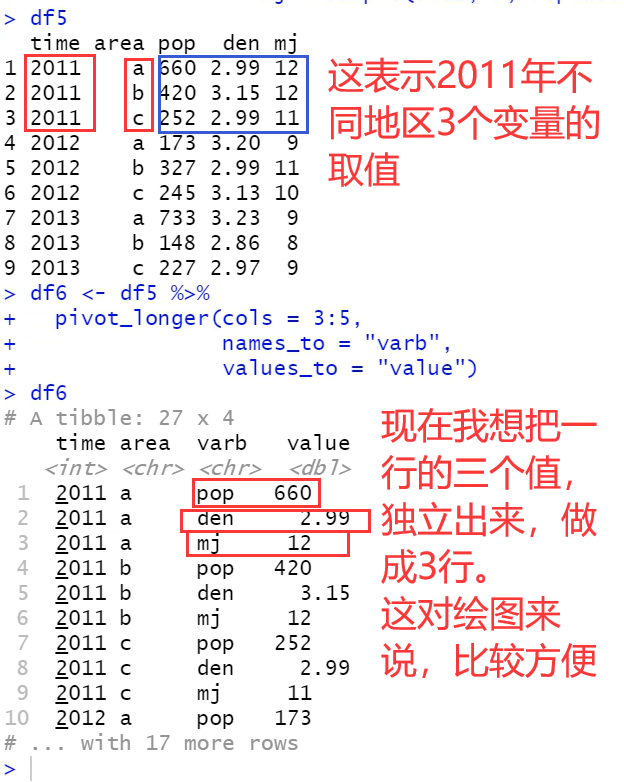 > df5
  time area pop  den mj
1 2011    a 660 2.99 12
2 2011    b 420 3.15 12
3 2011    c 252 2.99 11
4 2012    a 173 3.20  9
5 2012    b 327 2.99 11
6 2012    c 245 3.13 10
7 2013    a 733 3.23  9
8 2013    b 148 2.86  8
9 2013    c 227 2.97  9
这表示2011年不
同地区3个变量的
取值
> df6 <- df5 %>%
+   pivot_longer(cols = 3:5,
+                names_to = "varb",
+                values_to = "value")
> df6
# A tibble: 27 x 4
    time area  varb   value
   <int> <chr> <chr>  <dbl>
 1  2011 a     pop   660
 2  2011 a     den     2.99
 3  2011 a     mj     12
 4  2011 b     pop   420
 5  2011 b     den     3.15
 6  2011 b     mj     12
 7  2011 c     pop   252
 8  2011 c     den     2.99
 9  2011 c     mj     11
10  2012 a     pop   173
# ... with 17 more rows
>
现在我想把一
行的三个值，
独立出来，做
成3行。
这对绘图来
说，比较方便